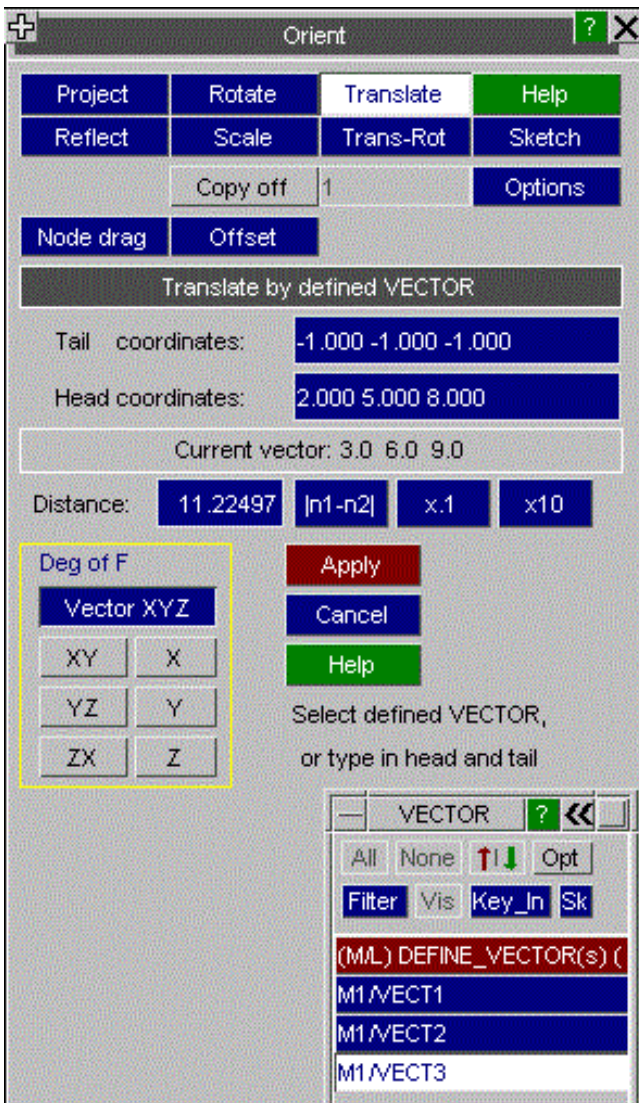 Orient ?
Project Rotate Translate Help
Reflect Scale Trans-Rot Sketch
Copy off 1 Options
Node drag Offset
Translate by defined VECTOR
Tail coordinates: -1.000 -1.000 -1.000
Head coordinates: 2.000 5.000 8.000
Current vector: 3.0 6.0 9.0
Distance: 11.22497 |n1-n2| x.1 x10
Deg of F Apply
Vector XYZ Cancel
XY X Help
YZ Y Select defined VECTOR,
ZX Z or type in head and tail
VECTOR ?
All None Opt
Filter Vis Key_In Sk
(M/L) DEFINE_VECTOR(s) (
M1/VECT1
M1/VECT2
M1/VECT3